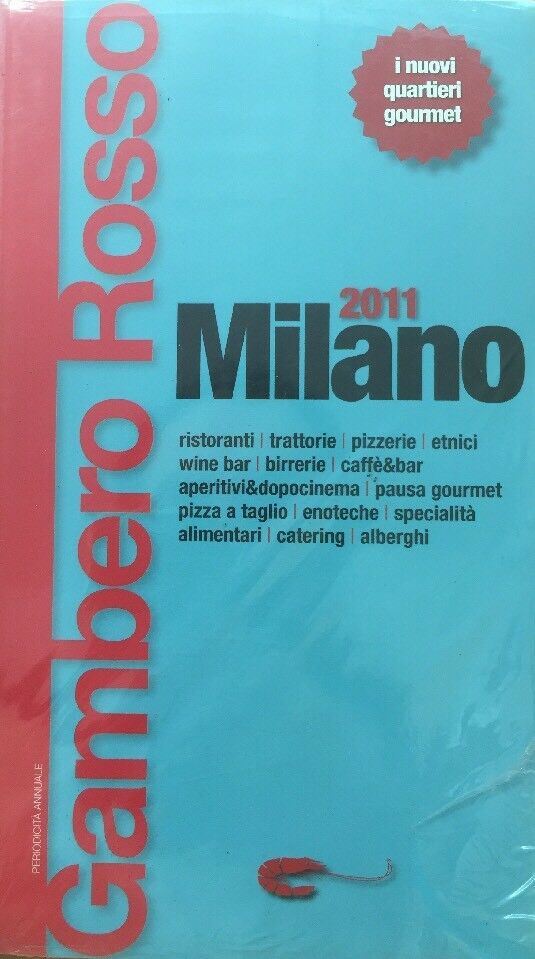 i nuovi
quartieri
gourmet
Gambero Rosso
2011
Milano
ristoranti | trattorie | pizzerie | etnici
wine bar | birrerie | caffè&bar
aperitivi&dopocinema | pausa gourmet
pizza a taglio | enoteche | specialità
alimentari | catering | alberghi
PERIODICITÀ ANNUALE